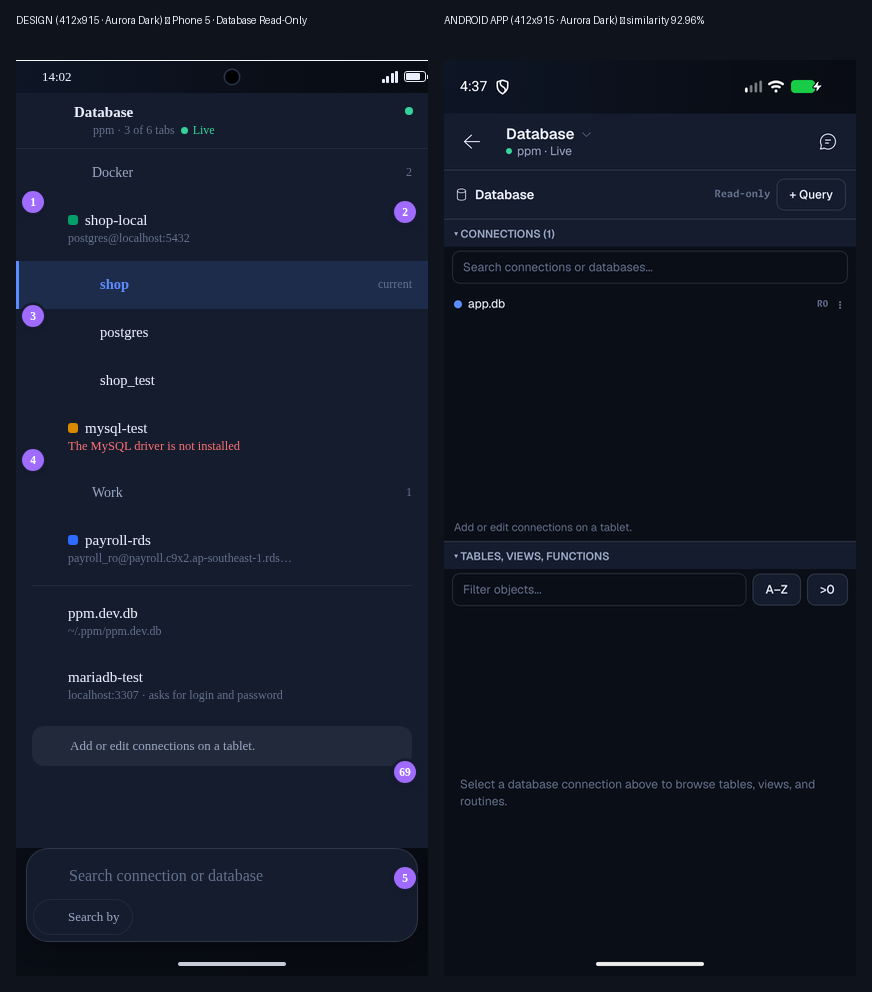 DESIGN (412x915 · Aurora Dark) Phone 5 · Database Read-Only
14:02
Database
ppm · 3 of 6 tabs Live
Docker 2
1
2
shop-local
postgres@localhost:5432
shop current
3
postgres
shop_test
mysql-test
The MySQL driver is not installed
4
Work 1
payroll-rds
payroll_ro@payroll.c9x2.ap-southeast-1.rds…
ppm.dev.db
~/.ppm/ppm.dev.db
mariadb-test
localhost:3307 · asks for login and password
Add or edit connections on a tablet.
69
Search connection or database
5
Search by
ANDROID APP (412x915 · Aurora Dark) similarity 92.96%
4:37
Database
ppm · Live
Database Read-only + Query
▾ CONNECTIONS (1)
Search connections or databases…
app.db RO
Add or edit connections on a tablet.
▾ TABLES, VIEWS, FUNCTIONS
Filter objects… A–Z >0
Select a database connection above to browse tables, views, and
routines.